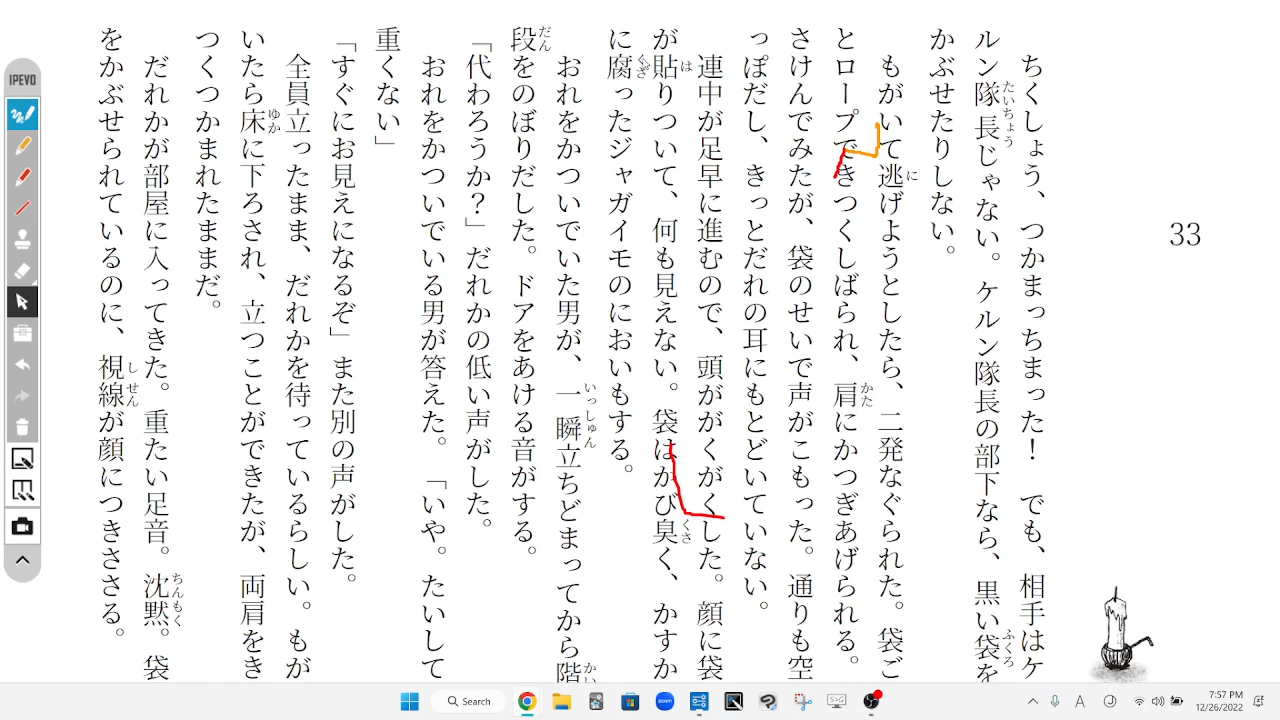 33
ちくしょう、つかまっちまった！　でも、相手はケ
ルン隊長じゃない。ケルン隊長の部下なら、黒い袋を
かぶせたりしない。
もがいて逃げようとしたら、二発なぐられた。袋ご
とロープできつくしばられ、肩にかつぎあげられる。
さけんでみたが、袋のせいで声がこもった。通りも空
っぽだし、きっとだれの耳にもとどいていない。
連中が足早に進むので、頭ががくがくした。顔に袋
が貼りついて、何も見えない。袋はかび臭く、かすか
に腐ったジャガイモのにおいもする。
おれをかついでいた男が、一瞬立ちどまってから階
段をのぼりだした。ドアをあける音がする。
「代わろうか？」だれかの低い声がした。
おれをかついでいる男が答えた。「いや。たいして
重くない」
「すぐにお見えになるぞ」また別の声がした。
全員立ったまま、だれかを待っているらしい。もが
いたら床に下ろされ、立つことができたが、両肩をき
つくつかまれたままだ。
だれかが部屋に入ってきた。重たい足音。沈黙。袋
をかぶせられているのに、視線が顔につきささる。
IPEVO
Search
zoom
A
7:57 PM
12/26/2022